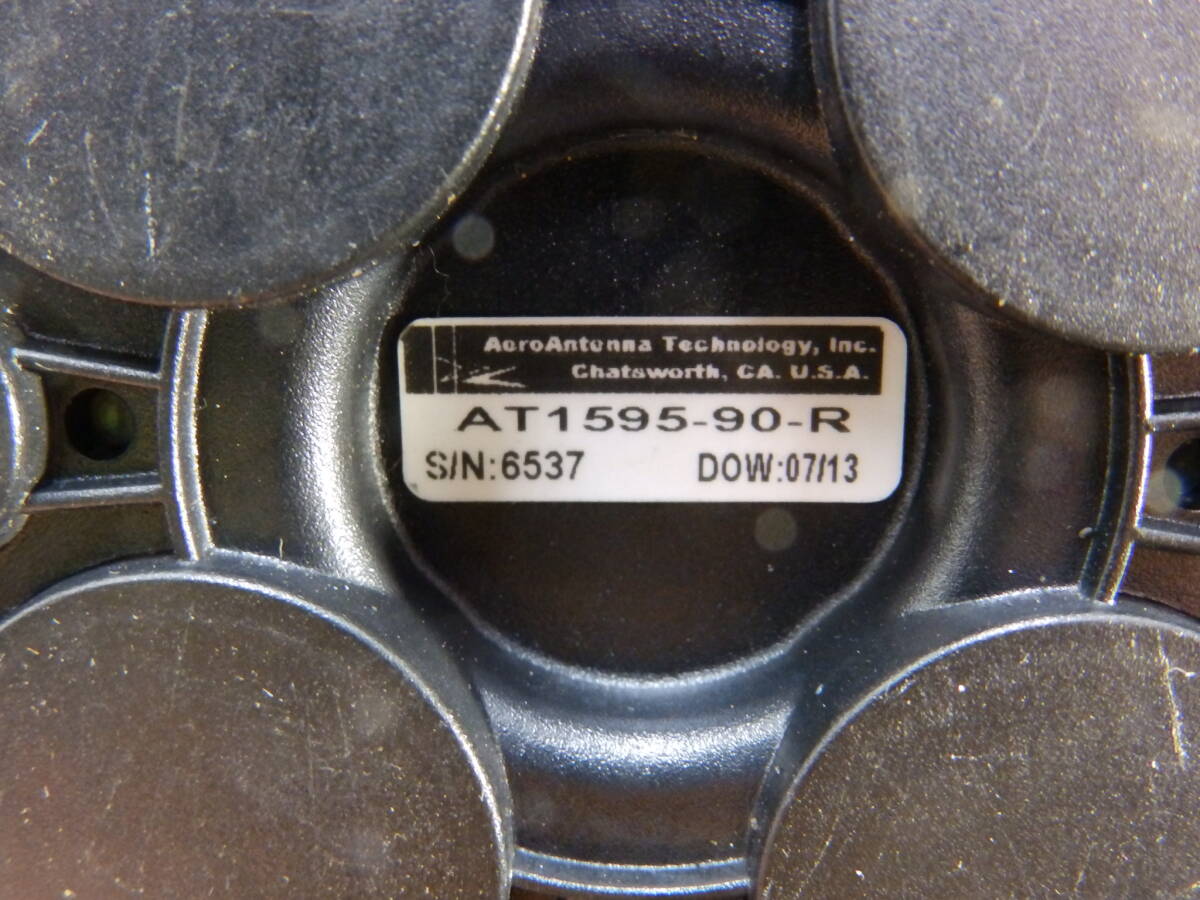 AeroAntenna Technology, Inc.
Chatsworth, CA. U.S.A.
AT1595-90-R
S/N:6537 DOW:07/13